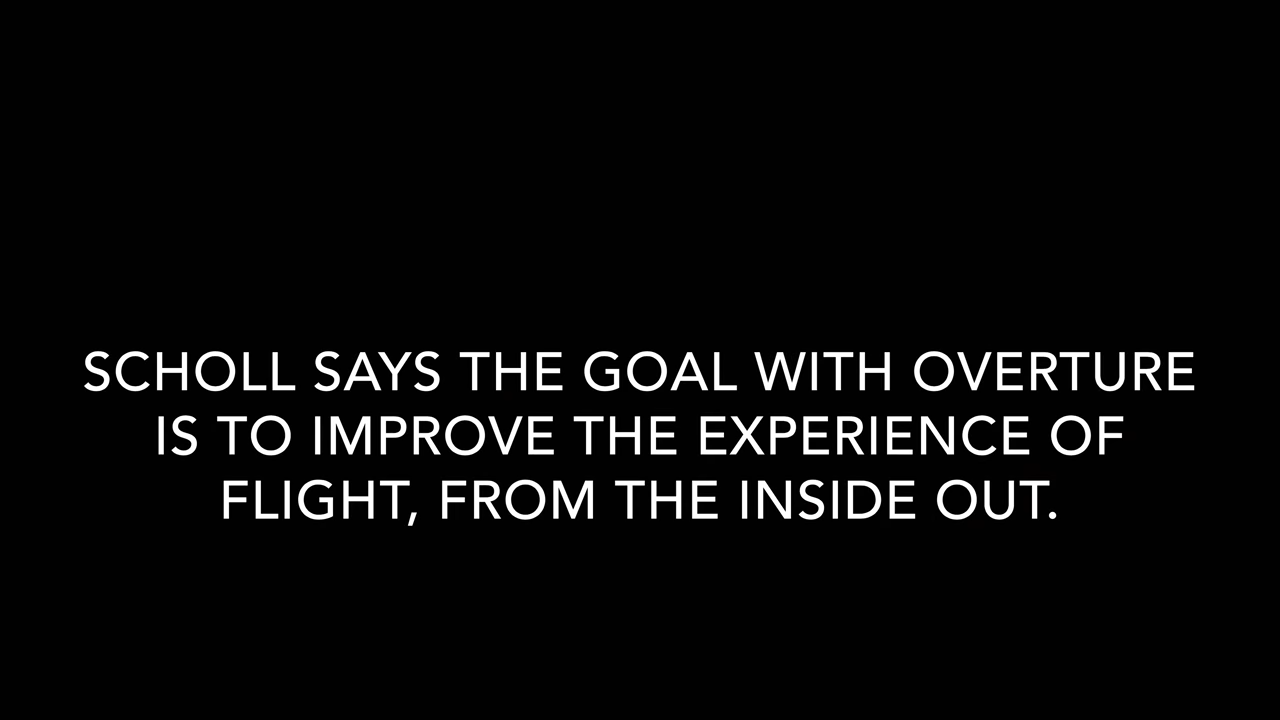 SCHOLL SAYS THE GOAL WITH OVERTURE
IS TO IMPROVE THE EXPERIENCE OF
FLIGHT, FROM THE INSIDE OUT.